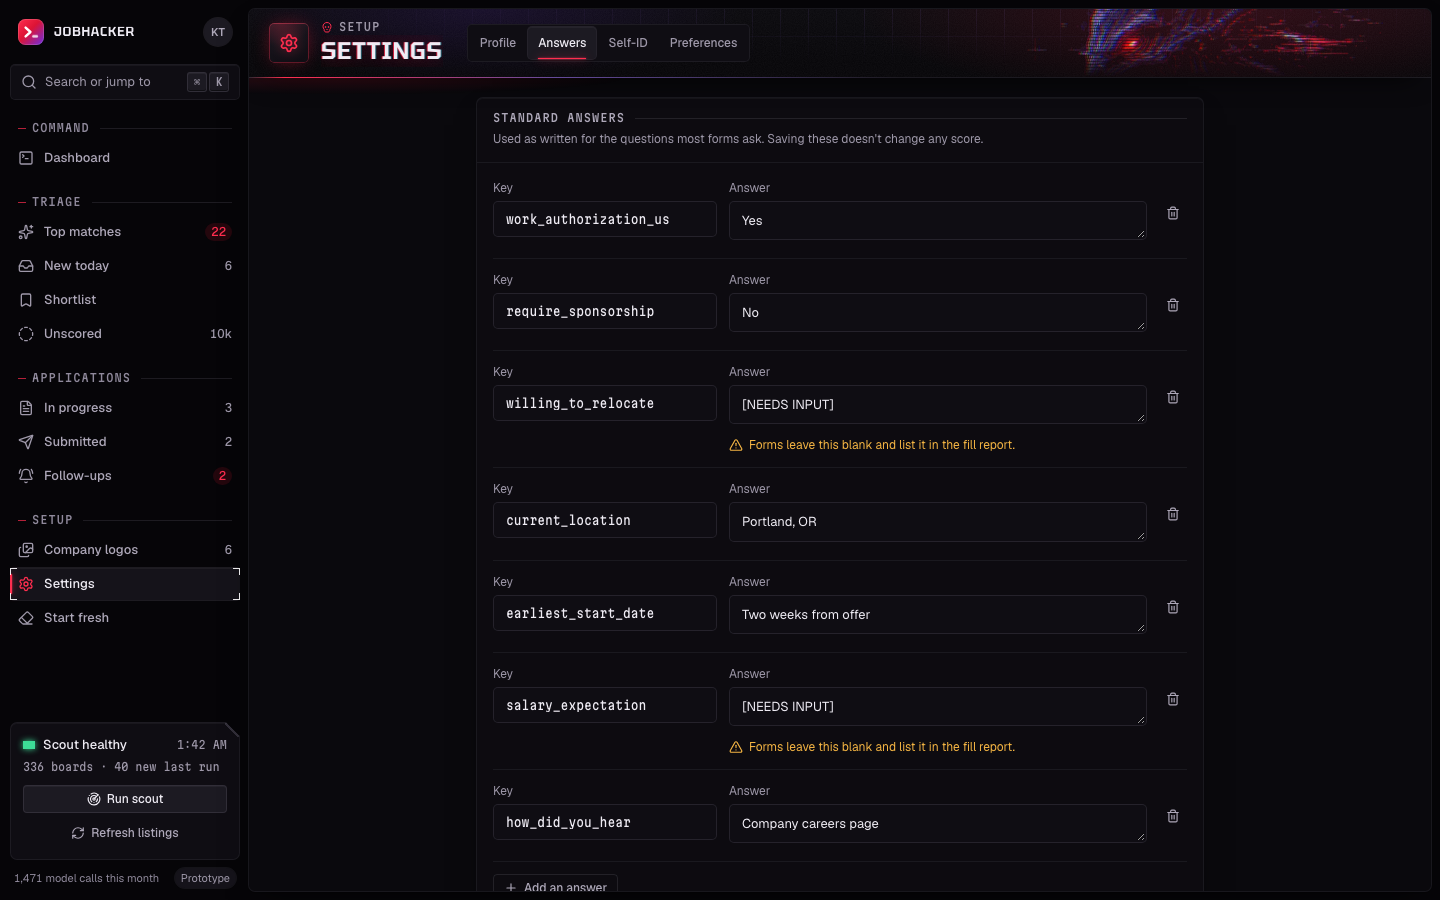 JOBHACKER
KT
Search or jump to
⌘ K
COMMAND
Dashboard
TRIAGE
Top matches 22
New today 6
Shortlist
Unscored 10k
APPLICATIONS
In progress 3
Submitted 2
Follow-ups 2
SETUP
Company logos 6
Settings
Start fresh
Scout healthy 1:42 AM
336 boards · 40 new last run
Run scout
Refresh listings
1,471 model calls this month Prototype
SETUP
SETTINGS
Profile Answers Self-ID Preferences
STANDARD ANSWERS
Used as written for the questions most forms ask. Saving these doesn't change any score.
Key Answer
work_authorization_us Yes
Key Answer
require_sponsorship No
Key Answer
willing_to_relocate [NEEDS INPUT]
Forms leave this blank and list it in the fill report.
Key Answer
current_location Portland, OR
Key Answer
earliest_start_date Two weeks from offer
Key Answer
salary_expectation [NEEDS INPUT]
Forms leave this blank and list it in the fill report.
Key Answer
how_did_you_hear Company careers page
Add an answer